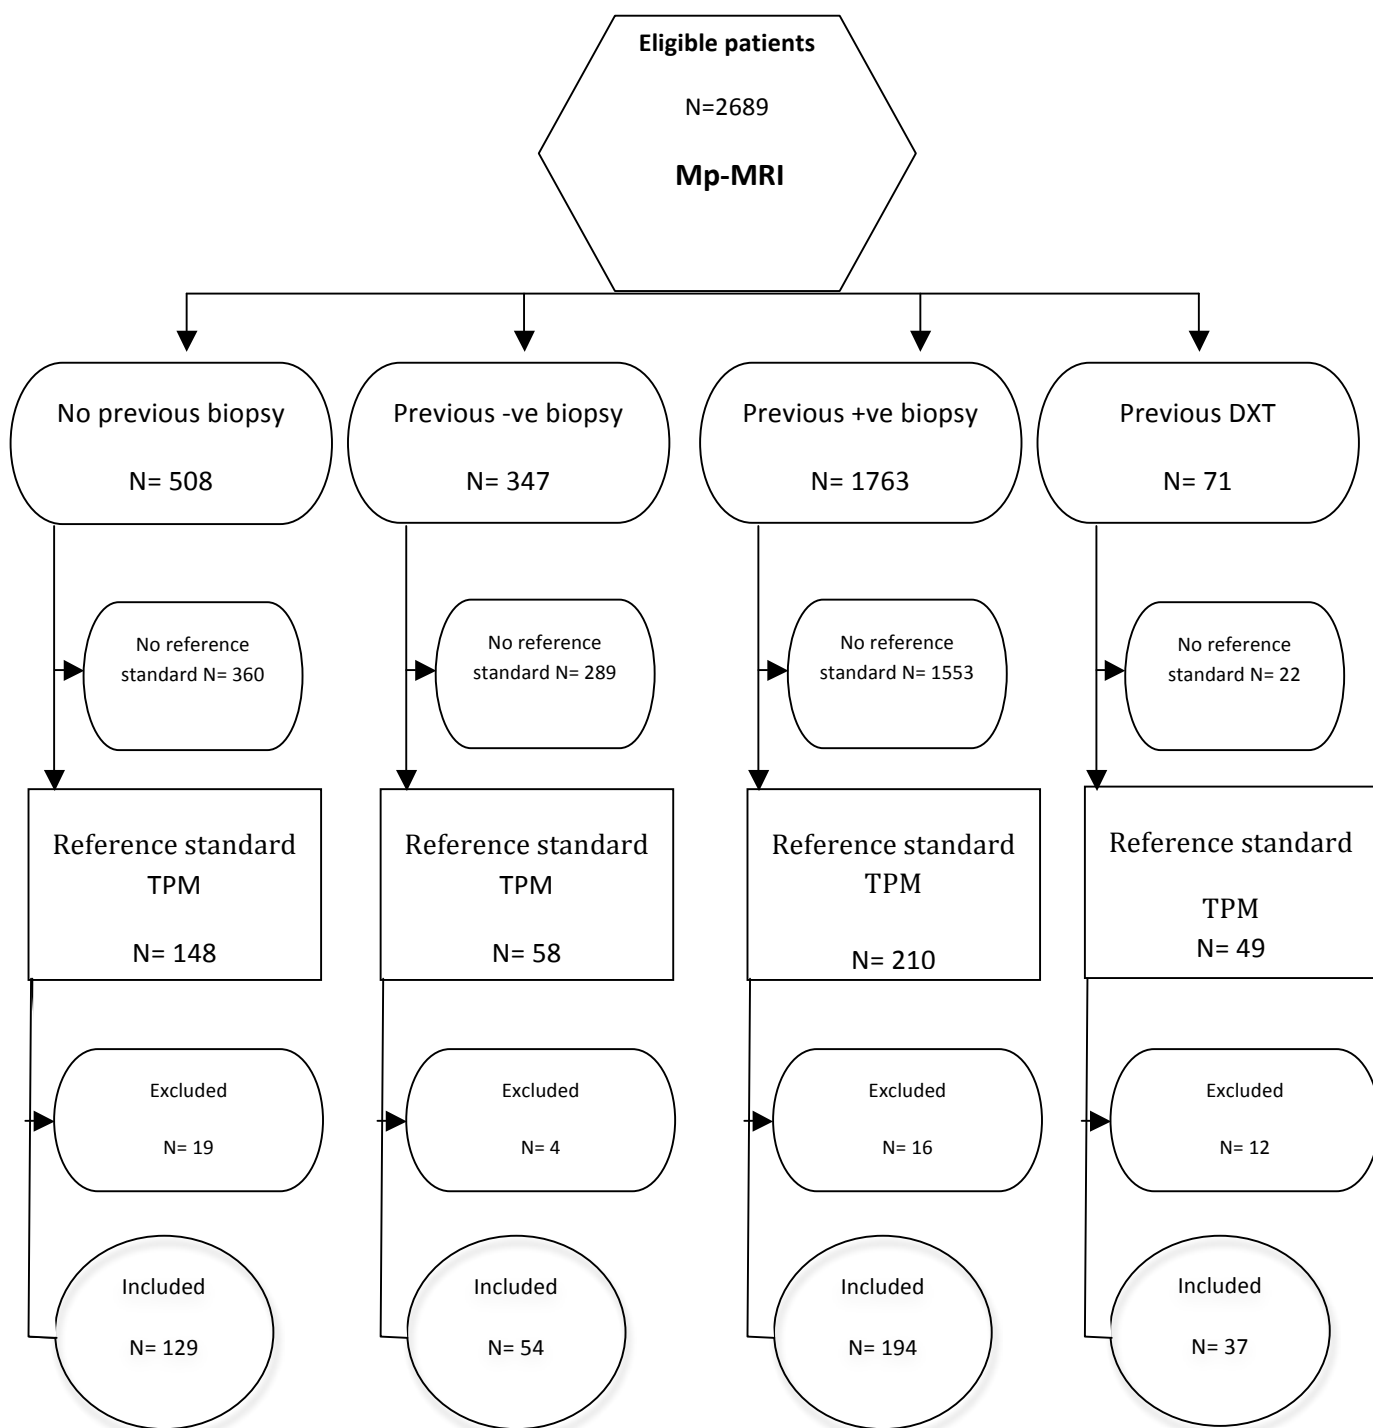 Eligible patients
N=2689
Mp-MRI
No previous biopsy
N= 508
Previous -ve biopsy
N= 347
Previous +ve biopsy
N= 1763
Previous DXT
N= 71
No reference
standard N= 360
No reference
standard N= 289
No reference
standard N= 1553
No reference
standard N= 22
Reference standard
TPM
N= 148
Reference standard
TPM
N= 58
Reference standard
TPM
N= 210
Reference standard
TPM
N= 49
Excluded
N= 19
Excluded
N= 4
Excluded
N= 16
Excluded
N= 12
Included
N= 129
Included
N= 54
Included
N= 194
Included
N= 37